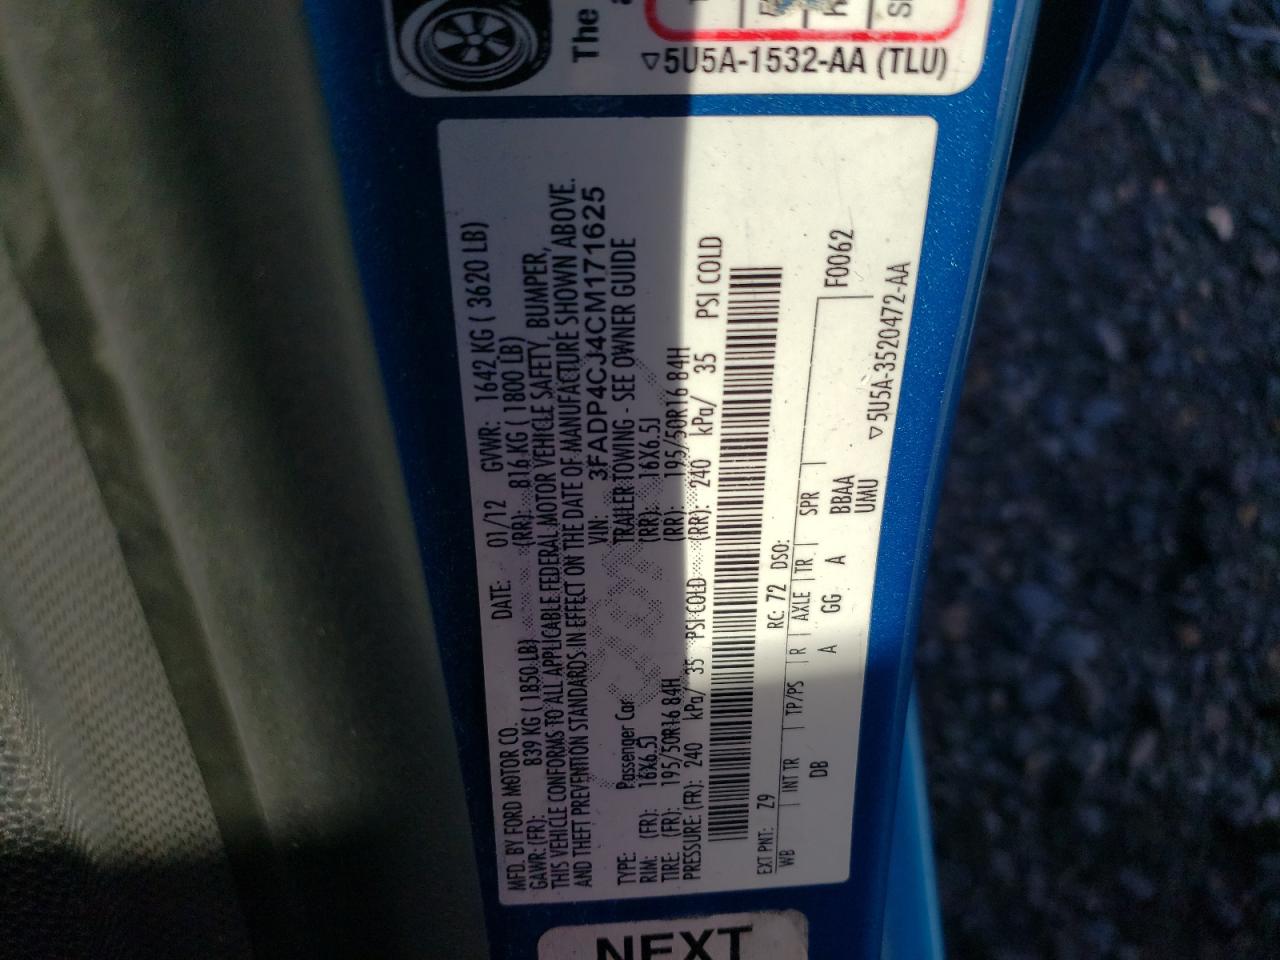 The
▽5U5A-1532-AA (TLU)
MFD. BY FORD MOTOR CO. DATE: 01/12 GVWR: 1642 KG ( 3620 LB)
GAWR: (FR): 839 KG ( 1850 LB) (RR): 816 KG ( 1800 LB)
THIS VEHICLE CONFORMS TO ALL APPLICABLE FEDERAL MOTOR VEHICLE SAFETY, BUMPER,
AND THEFT PREVENTION STANDARDS IN EFFECT ON THE DATE OF MANUFACTURE SHOWN ABOVE.
VIN: 3FADP4CJ4CM171625
TYPE: Passenger Car TRAILER TOWING - SEE OWNER GUIDE
RIM: (FR): 16X6.5J (RR): 16X6.5J
TIRE: (FR): 195/50R16 84H (RR): 195/50R16 84H
PRESSURE: (FR): 240 kPa/ 35 PSI COLD (RR): 240 kPa/ 35 PSI COLD
EXT PNT: Z9 RC: 72 DSO:
WB INT TR TP/PS R AXLE TR SPR F0062
DB A GG A BBAA
UMU
▽5U5A-3520472-AA
NEXT